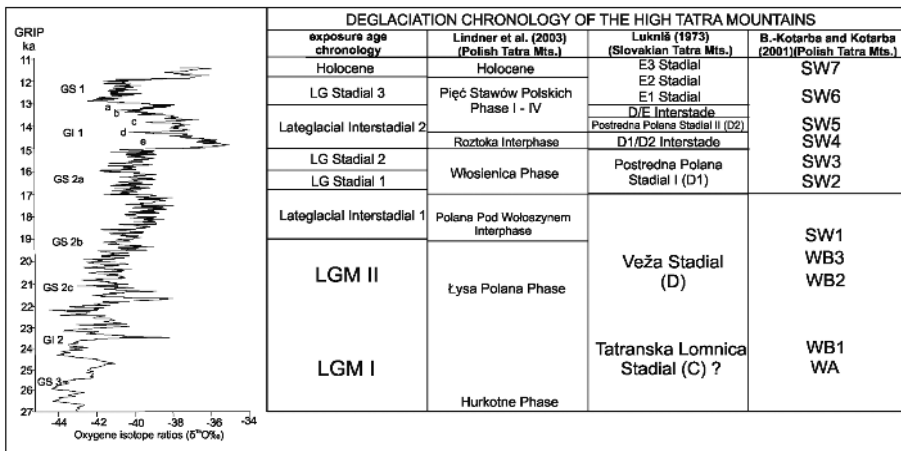 DEGLACIATION CHRONOLOGY OF THE HIGH TATRA MOUNTAINS
GRIP
ka
exposure age
chronology
Lindner et al. (2003)
(Polish Tatra Mts.)
Lukniš (1973)
(Slovakian Tatra Mts.)
B.-Kotarba and Kotarba
(2001)(Polish Tatra Mts.)
11
12
13
14
15
16
17
18
19
20
21
22
23
24
25
26
27
GS 1
a
b
c
GI 1
d
e
GS 2a
GS 2b
GS 2c
GI 2
GS 3
-44
-42
-40
-38
-36
-34
Oxygene isotope ratios (δ¹⁸O‰)
Holocene
LG Stadial 3
Lateglacial Interstadial 2
LG Stadial 2
LG Stadial 1
Lateglacial Interstadial 1
LGM II
LGM I
Holocene
Pięć Stawów Polskich
Phase I - IV
Roztoka Interphase
Włosienica Phase
Polana Pod Wołoszynem
Interphase
Łysa Polana Phase
Hurkotne Phase
E3 Stadial
E2 Stadial
E1 Stadial
D/E Interstade
Postredna Polana Stadial II (D2)
D1/D2 Interstade
Postredna Polana
Stadial I (D1)
Veža Stadial
(D)
Tatranska Lomnica
Stadial (C) ?
SW7
SW6
SW5
SW4
SW3
SW2
SW1
WB3
WB2
WB1
WA